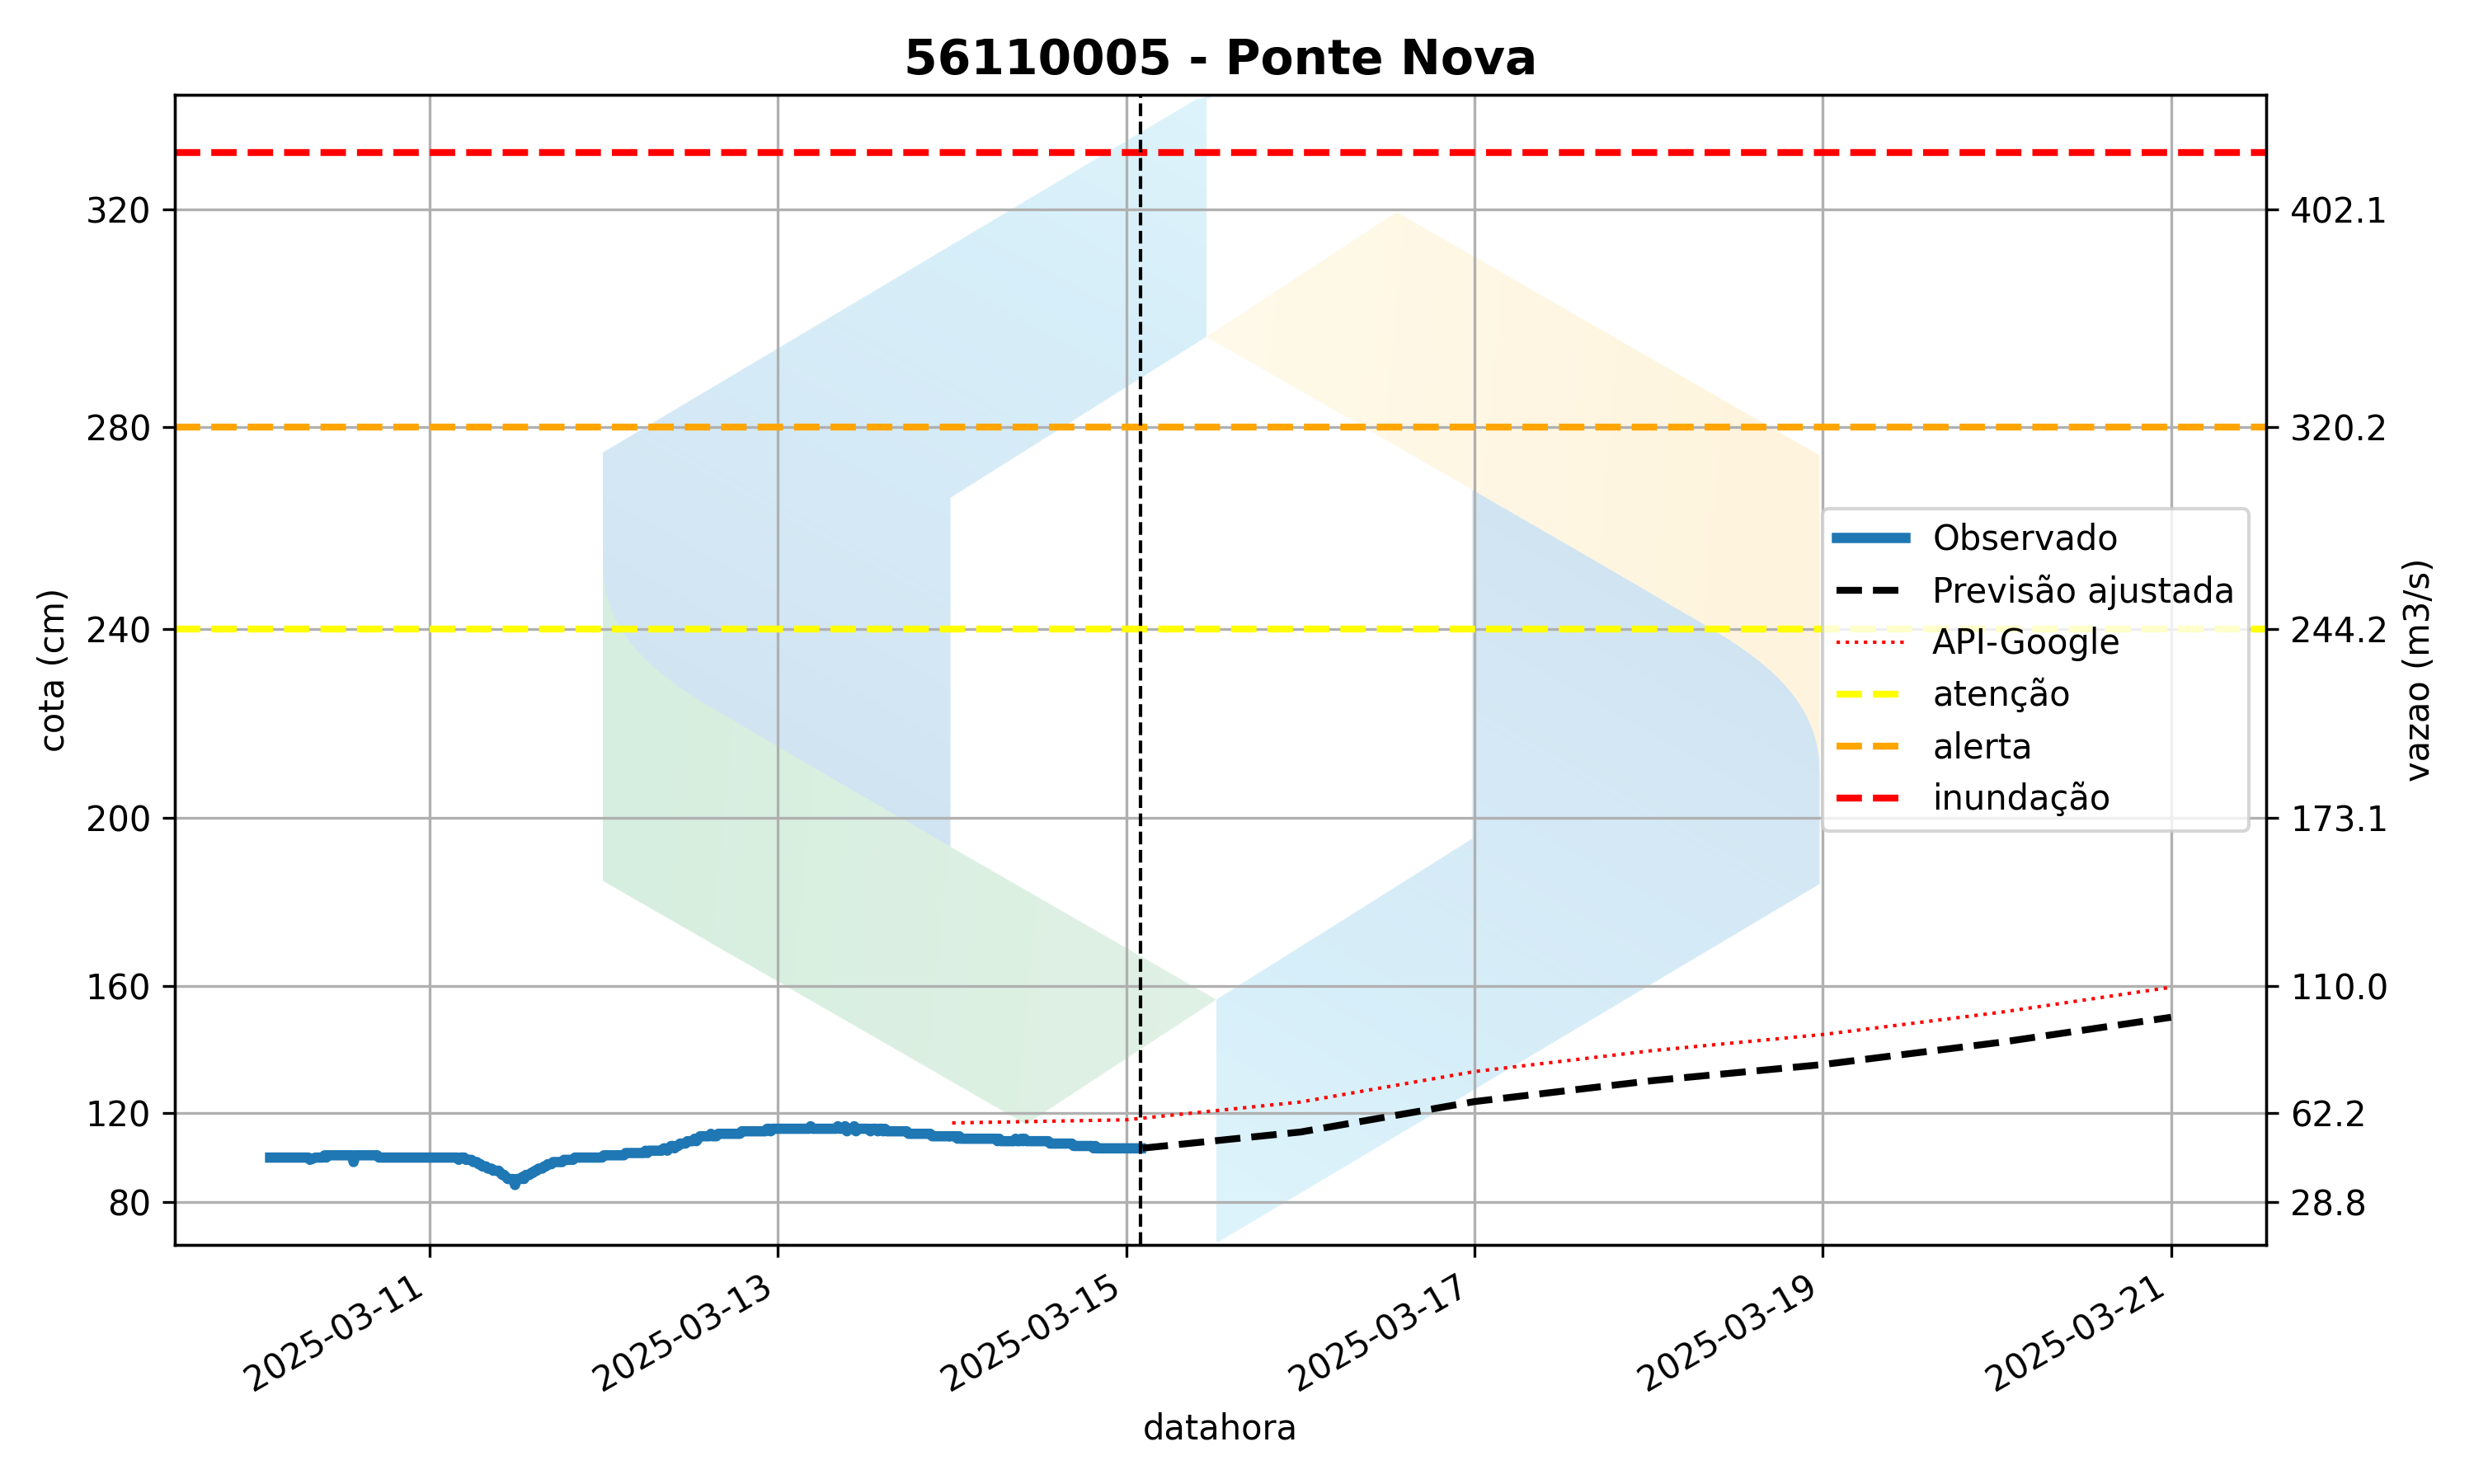 56110005 - Ponte Nova
320
280
240
200
160
120
80
cota (cm)
402.1
320.2
244.2
173.1
110.0
62.2
28.8
vazao (m3/s)
Observado
Previsão ajustada
API-Google
atenção
alerta
inundação
2025-03-11
2025-03-13
2025-03-15
2025-03-17
2025-03-19
2025-03-21
datahora